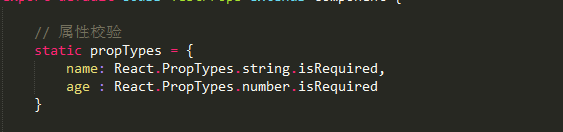 // 属性校验
static propTypes = {
name: React.PropTypes.string.isRequired,
age : React.PropTypes.number.isRequired
}